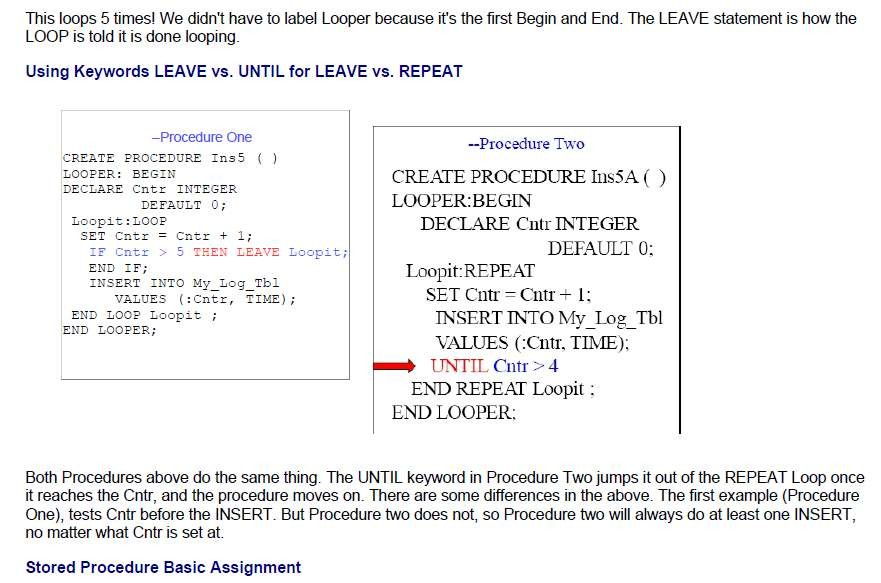 This loops 5 times! We didn't have to label Looper because it's the first Begin and End. The LEAVE statement is how the
LOOP is told it is done looping.
Using Keywords LEAVE vs. UNTIL for LEAVE vs. REPEAT
--Procedure One
CREATE PROCEDURE Ins5 ( )
LOOPER: BEGIN
DECLARE Cntr INTEGER
DEFAULT 0;
Loopit:LOOP
SET Cntr = Cntr + 1;
IF Cntr > 5 THEN LEAVE Loopit;
END IF;
INSERT INTO My_Log_Tbl
VALUES (:Cntr, TIME);
END LOOP Loopit ;
END LOOPER;
--Procedure Two
CREATE PROCEDURE Ins5A ( )
LOOPER:BEGIN
DECLARE Cntr INTEGER
DEFAULT 0;
Loopit:REPEAT
SET Cntr = Cntr + 1;
INSERT INTO My_Log_Tbl
VALUES (:Cntr, TIME);
UNTIL Cntr > 4
END REPEAT Loopit ;
END LOOPER;
Both Procedures above do the same thing. The UNTIL keyword in Procedure Two jumps it out of the REPEAT Loop once
it reaches the Cntr, and the procedure moves on. There are some differences in the above. The first example (Procedure
One), tests Cntr before the INSERT. But Procedure two does not, so Procedure two will always do at least one INSERT,
no matter what Cntr is set at.
Stored Procedure Basic Assignment